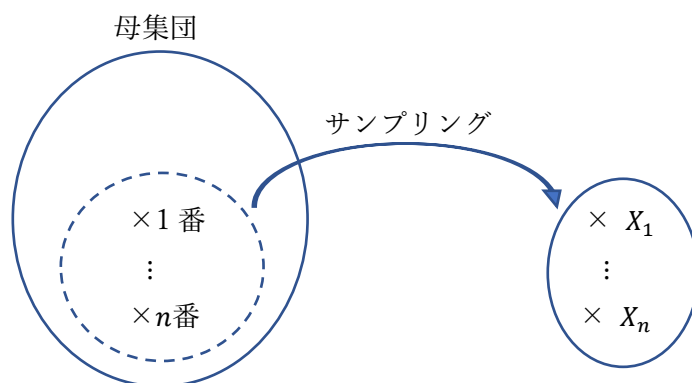 母集団
サンプリング
×1番
⋮
×n番
× X₁
⋮
× Xₙ